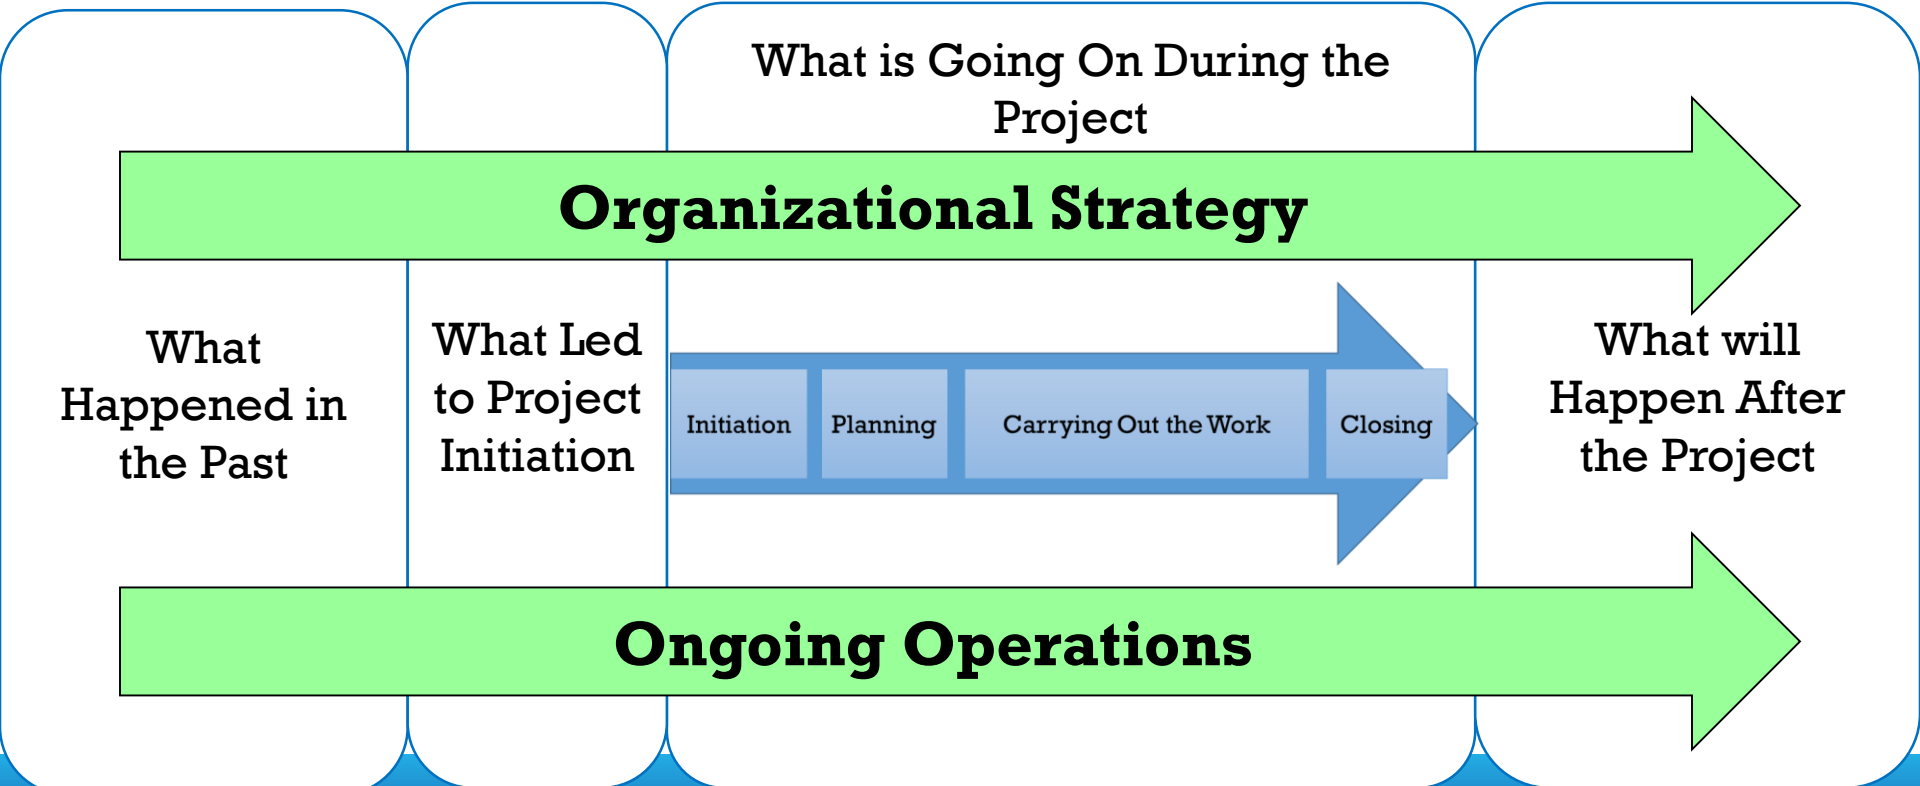 What is Going On During the
Project
Organizational Strategy
What
Happened in
the Past
What Led
to Project
Initiation
Initiation
Planning
Carrying Out the Work
Closing
What will
Happen After
the Project
Ongoing Operations